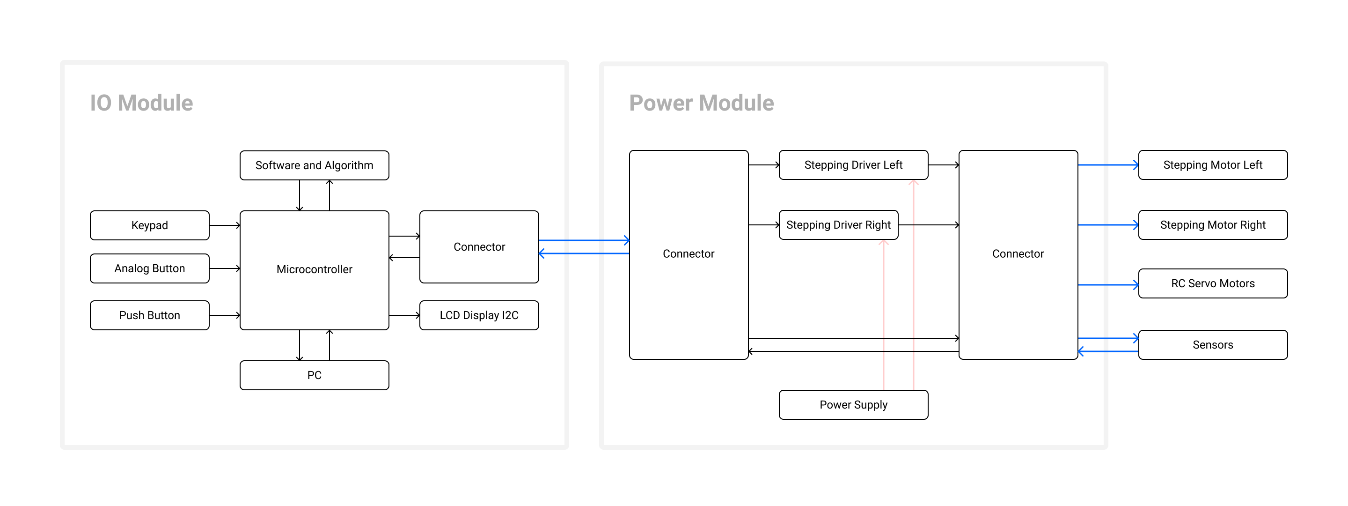 IO Module
Software and Algorithm
Keypad
Analog Button
Push Button
Microcontroller
Connector
LCD Display I2C
PC
Power Module
Connector
Stepping Driver Left
Stepping Driver Right
Connector
Power Supply
Stepping Motor Left
Stepping Motor Right
RC Servo Motors
Sensors